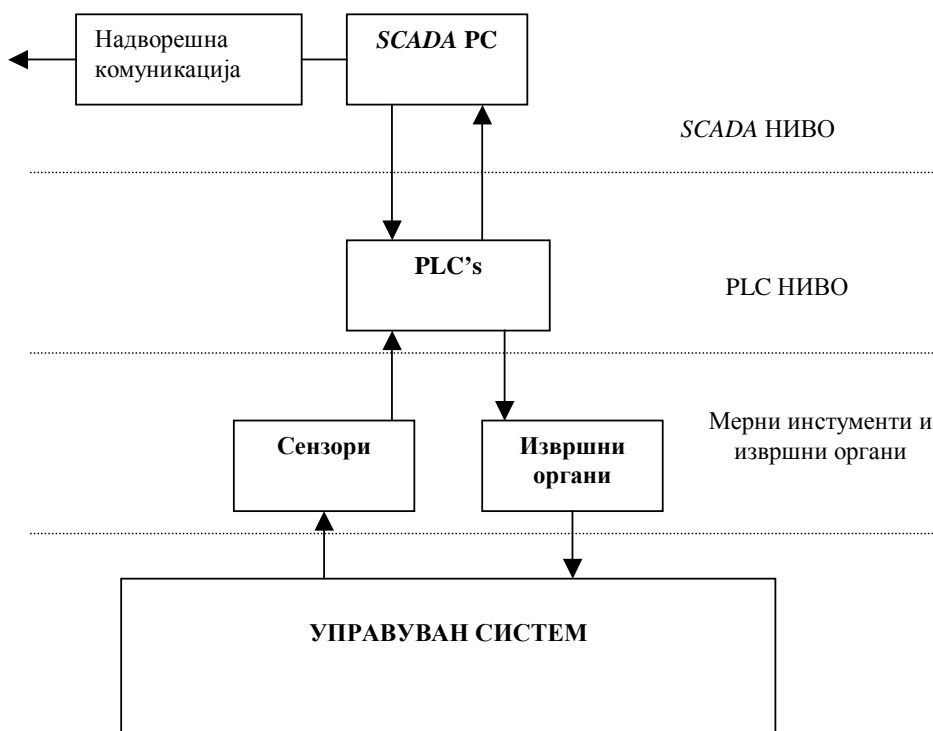 Надворешна
комуникација
SCADA PC
SCADA НИВО
PLC's
PLC НИВО
Сензори
Извршни
органи
Мерни инстументи и
извршни органи
УПРАВУВАН СИСТЕМ